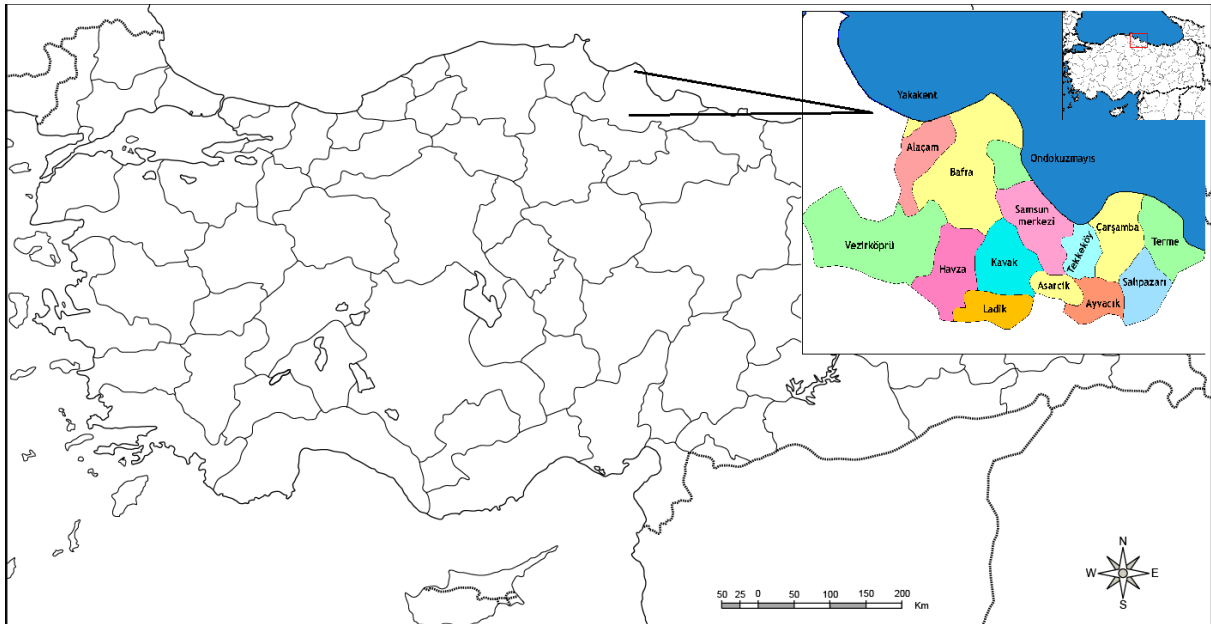 Yakakent
Alaçam
Bafra
Ondokuzmayıs
Samsun
merkezi
Çarşamba
Terme
Tekkeköy
Vezirköprü
Havza
Kavak
Asarcik
Salıpazarı
Ayvacık
Ladik
N
W
E
S
50 25 0 50 100 150 200
Km